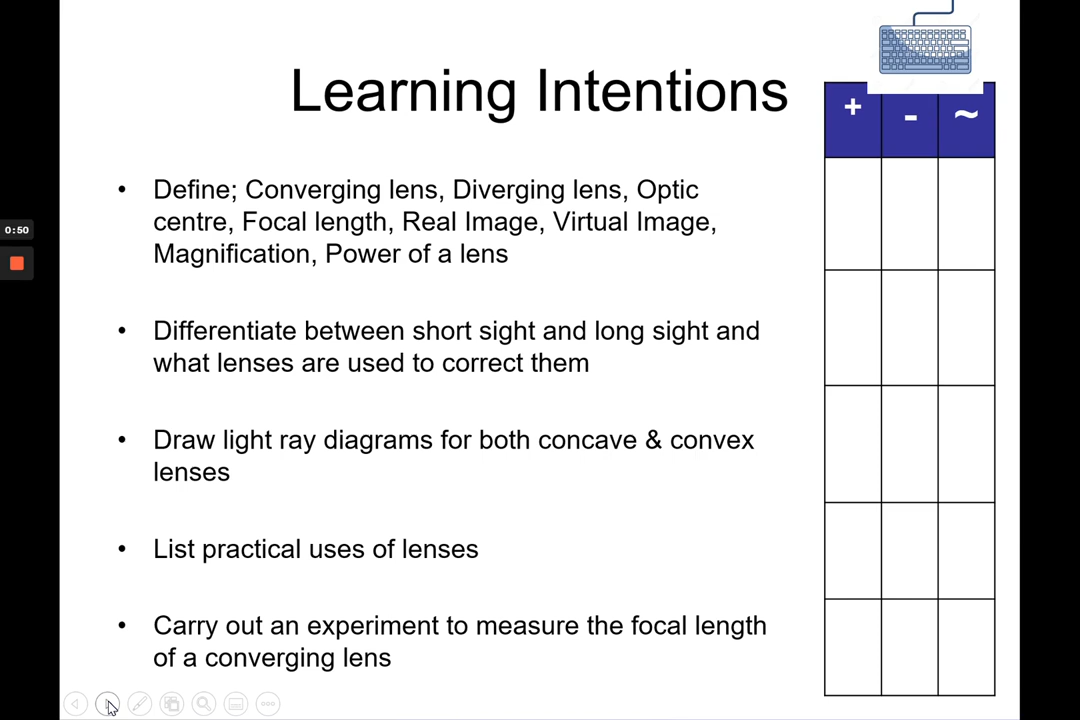 Learning Intentions
+ - ~
• Define; Converging lens, Diverging lens, Optic
centre, Focal length, Real Image, Virtual Image,
Magnification, Power of a lens
0:50
• Differentiate between short sight and long sight and
what lenses are used to correct them
• Draw light ray diagrams for both concave & convex
lenses
• List practical uses of lenses
• Carry out an experiment to measure the focal length
of a converging lens